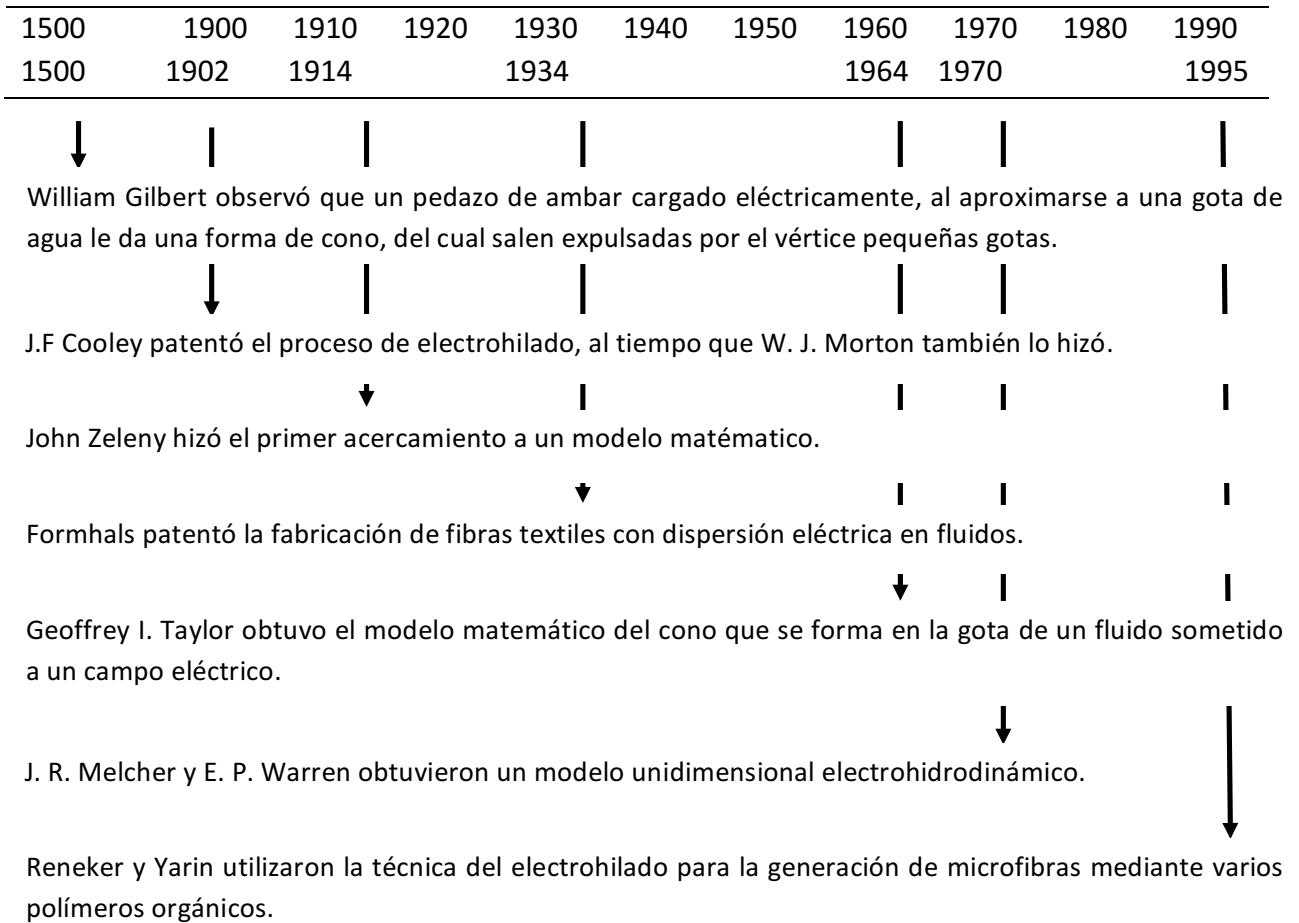 1500 1900 1910 1920 1930 1940 1950 1960 1970 1980 1990
1500 1902 1914 1934 1964 1970 1995
William Gilbert observó que un pedazo de ambar cargado eléctricamente, al aproximarse a una gota de
agua le da una forma de cono, del cual salen expulsadas por el vértice pequeñas gotas.
J.F Cooley patentó el proceso de electrohilado, al tiempo que W. J. Morton también lo hizó.
John Zeleny hizó el primer acercamiento a un modelo matématico.
Formhals patentó la fabricación de fibras textiles con dispersión eléctrica en fluidos.
Geoffrey I. Taylor obtuvo el modelo matemático del cono que se forma en la gota de un fluido sometido
a un campo eléctrico.
J. R. Melcher y E. P. Warren obtuvieron un modelo unidimensional electrohidrodinámico.
Reneker y Yarin utilizaron la técnica del electrohilado para la generación de microfibras mediante varios
polímeros orgánicos.